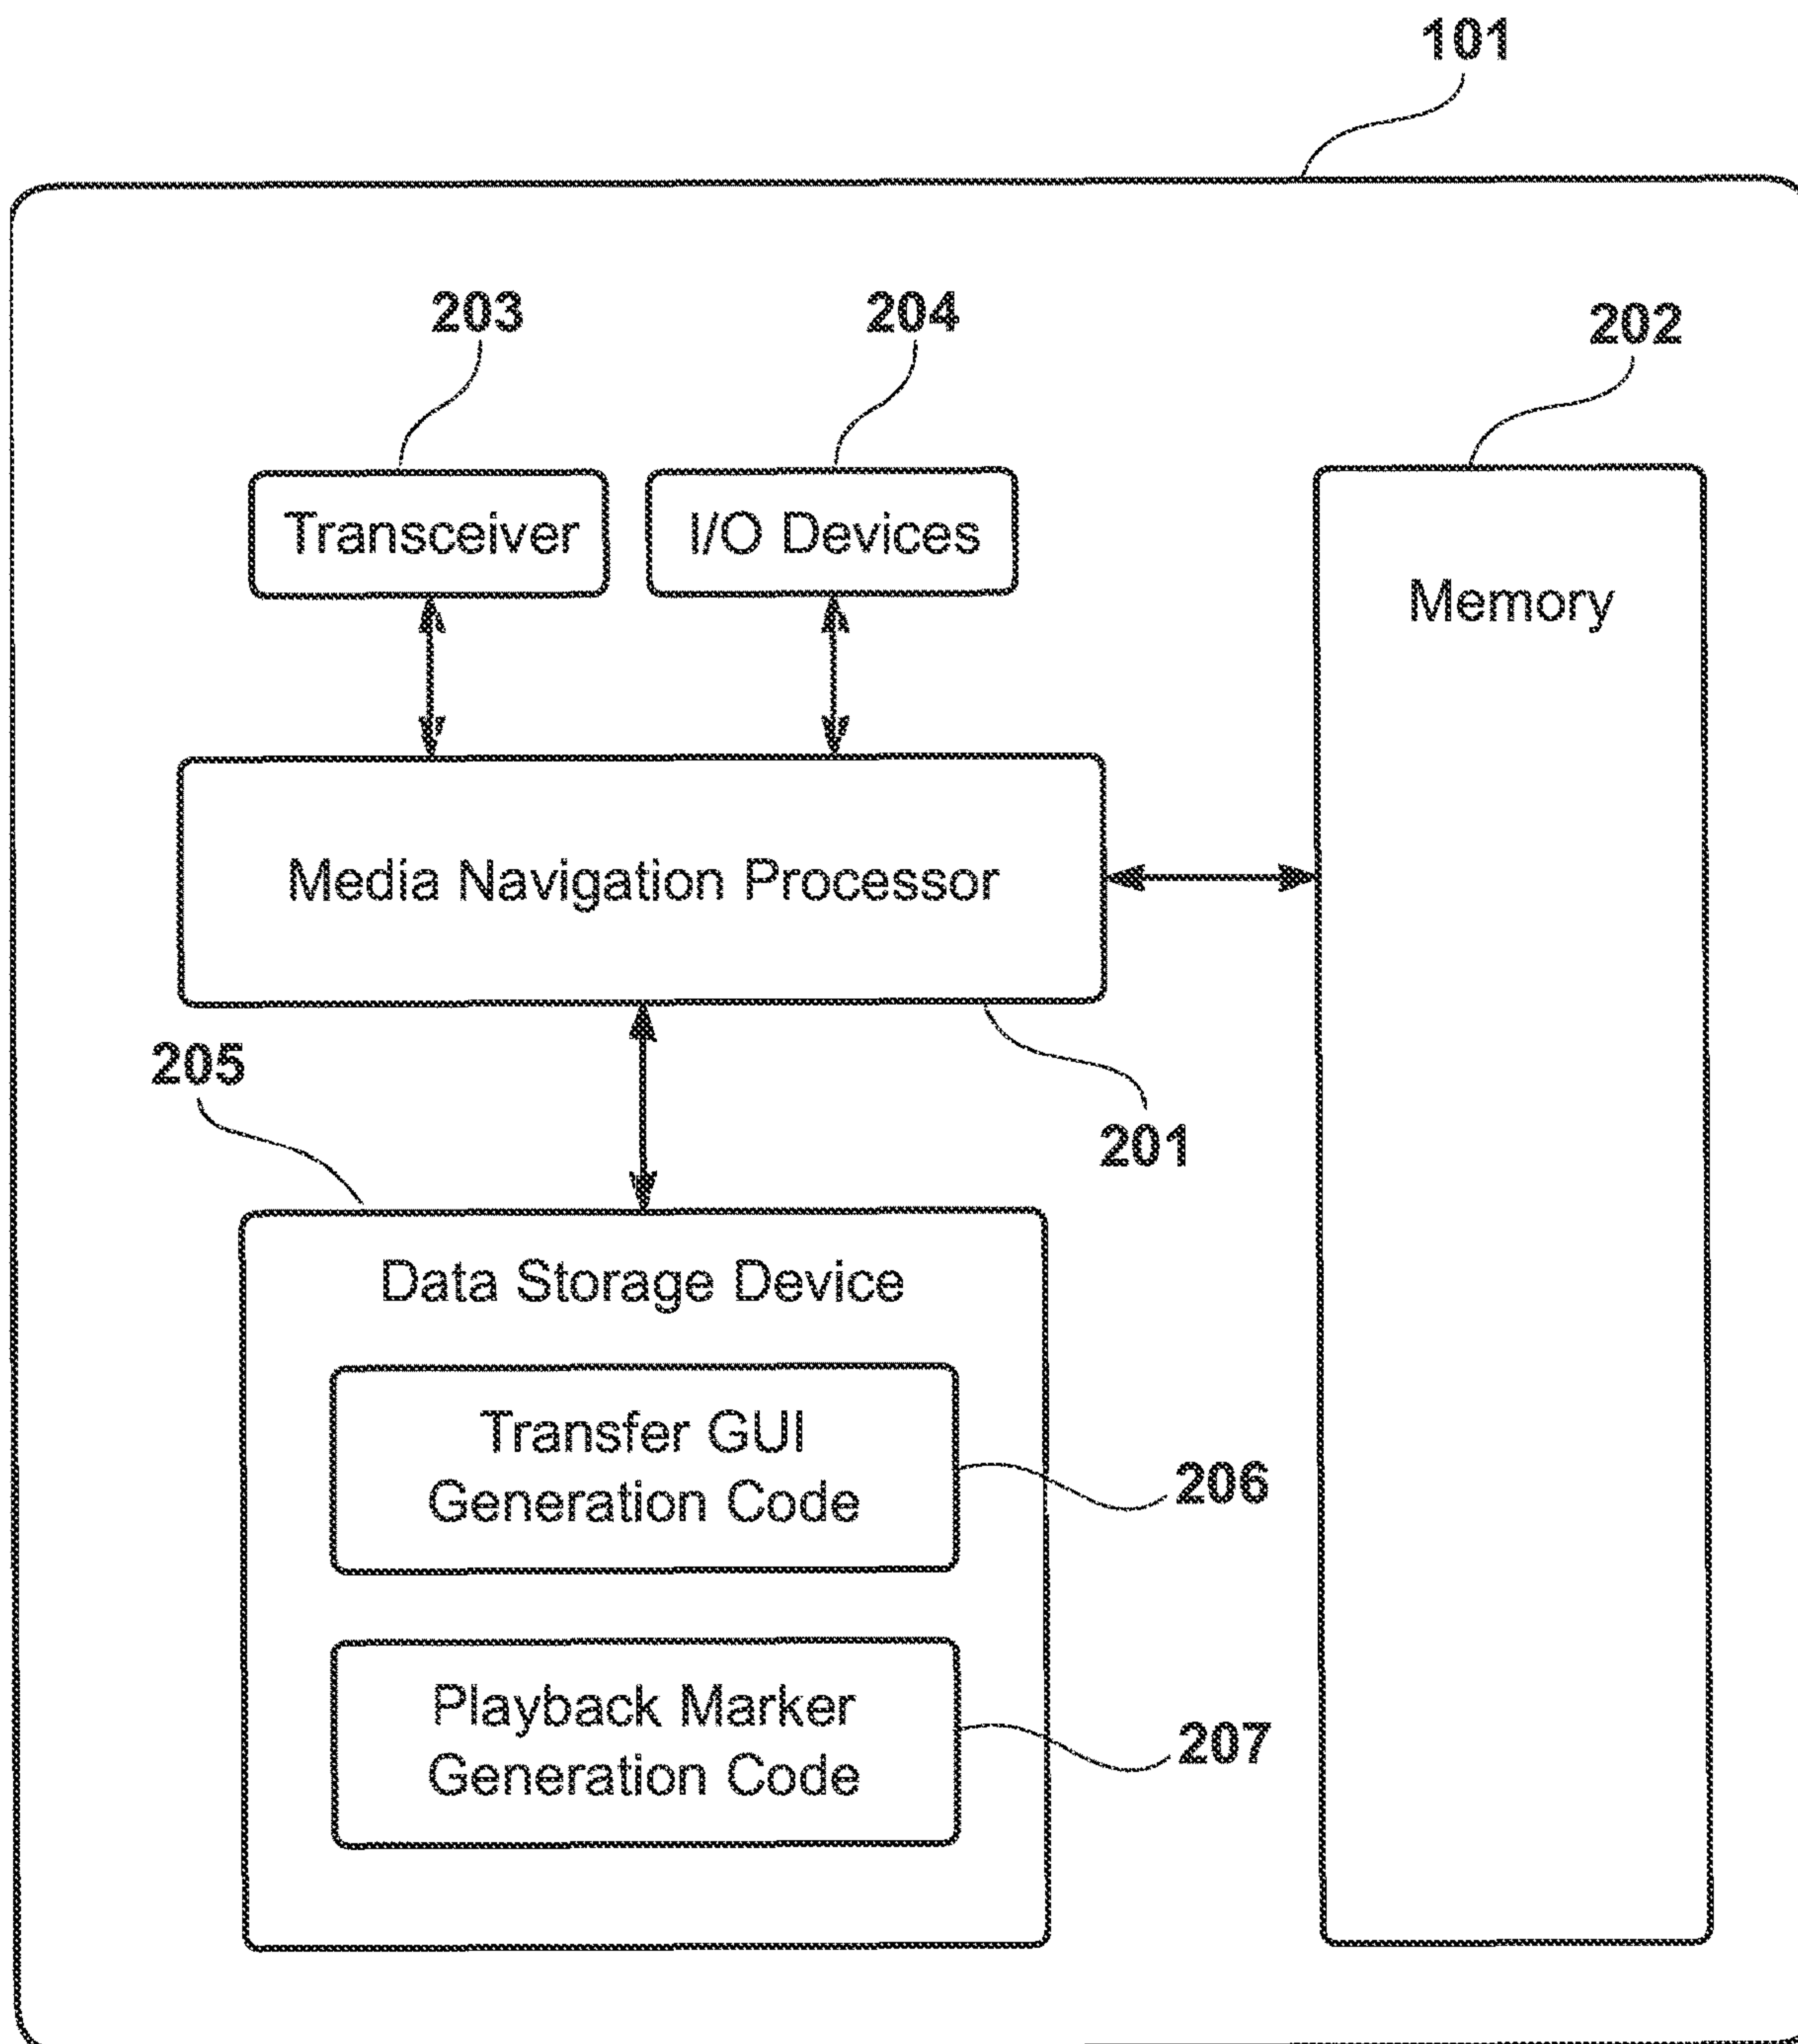 101
203
204
202
Transceiver
I/O Devices
Memory
Media Navigation Processor
205
201
Data Storage Device
Transfer GUI
Generation Code
206
Playback Marker
Generation Code
207